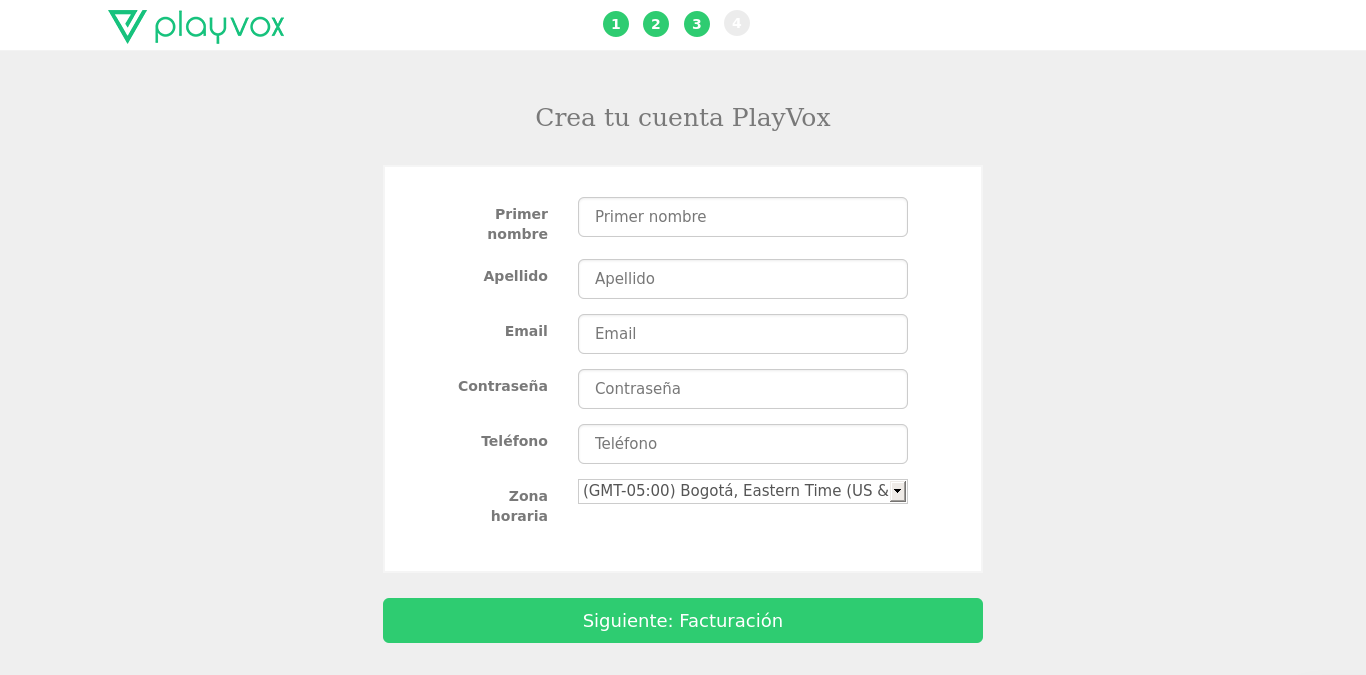 playvox
1 2 3 4
Crea tu cuenta PlayVox
Primer nombre
Primer nombre
Apellido
Apellido
Email
Email
Contraseña
Contraseña
Teléfono
Teléfono
Zona horaria
(GMT-05:00) Bogotá, Eastern Time (US &
Siguiente: Facturación